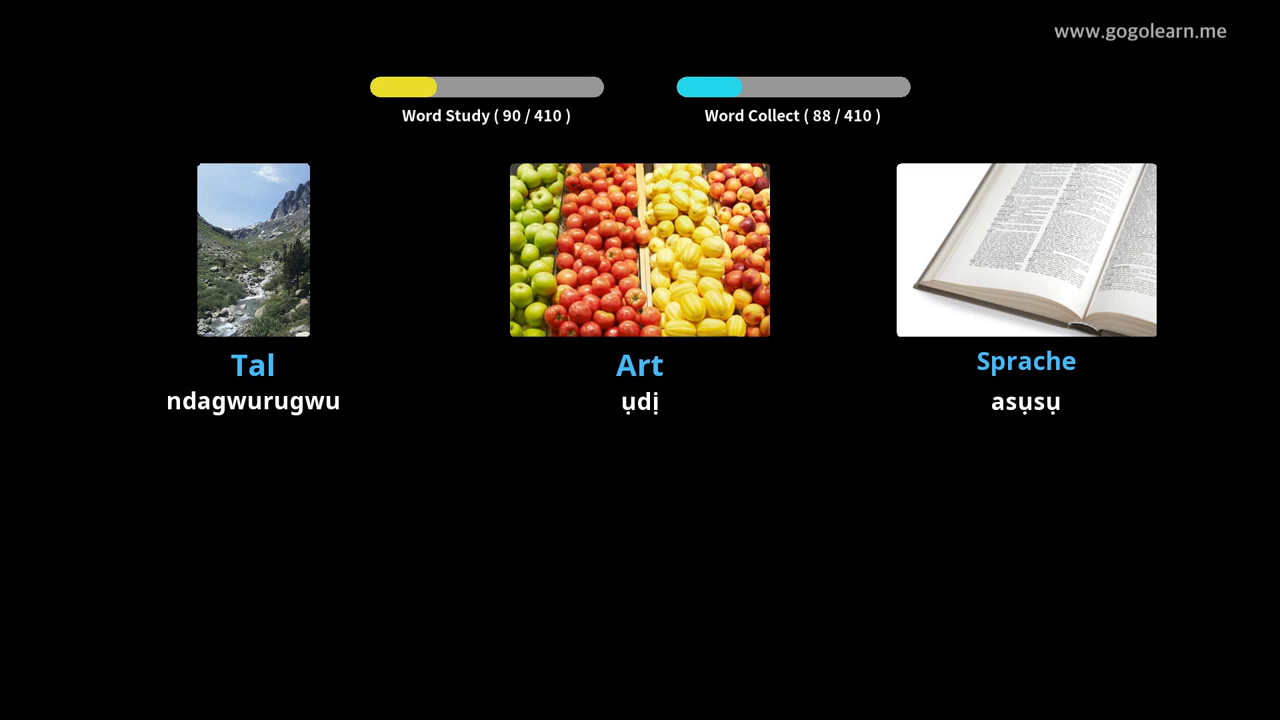 www.gogolearn.me
Word Study ( 90 / 410 )
Word Collect ( 88 / 410 )
Tal
ndagwurugwu
Art
ụdị
Sprache
asụsụ